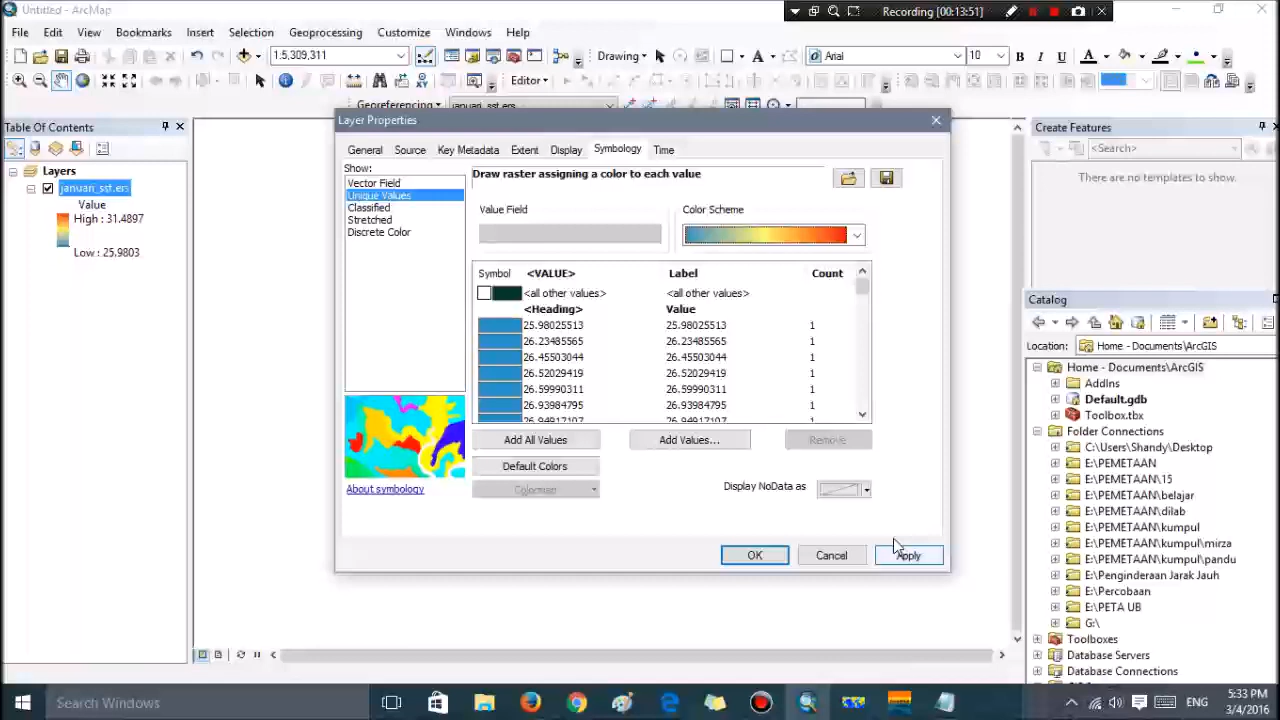 Untitled - ArcMap
Recording [00:13:51]
File Edit View Bookmarks Insert Selection Geoprocessing Customize Windows Help
1:5,309,311 Drawing Arial 10 B I U A
Editor
Georeferencing januari_sst.ers
Table Of Contents
Layers
januari_sst.ers
Value
High : 31.4897
Low : 25.9803
Layer Properties
General Source Key Metadata Extent Display Symbology Time
Show:
Vector Field
Unique Values
Classified
Stretched
Discrete Color
About symbology
Draw raster assigning a color to each value
Value Field Color Scheme
Symbol <VALUE> Label Count
<all other values> <all other values>
<Heading> Value
25.98025513 25.98025513 1
26.23485565 26.23485565 1
26.45503044 26.45503044 1
26.52029419 26.52029419 1
26.59990311 26.59990311 1
26.93984795 26.93984795 1
26.94917107 26.94917107 1
Add All Values Add Values... Remove
Default Colors
Colormap Display NoData as
OK Cancel Apply
Create Features
<Search>
There are no templates to show.
Catalog
Location: Home - Documents\ArcGIS
Home - Documents\ArcGIS
AddIns
Default.gdb
Toolbox.tbx
Folder Connections
C:\Users\Shandy\Desktop
E:\PEMETAAN
E:\PEMETAAN\15
E:\PEMETAAN\belajar
E:\PEMETAAN\dilab
E:\PEMETAAN\kumpul
E:\PEMETAAN\kumpul\mirza
E:\PEMETAAN\kumpul\pandu
E:\Penginderaan Jarak Jauh
E:\Percobaan
E:\PETA UB
G:\
Toolboxes
Database Servers
Database Connections
Search Windows
ENG
5:33 PM
3/4/2016